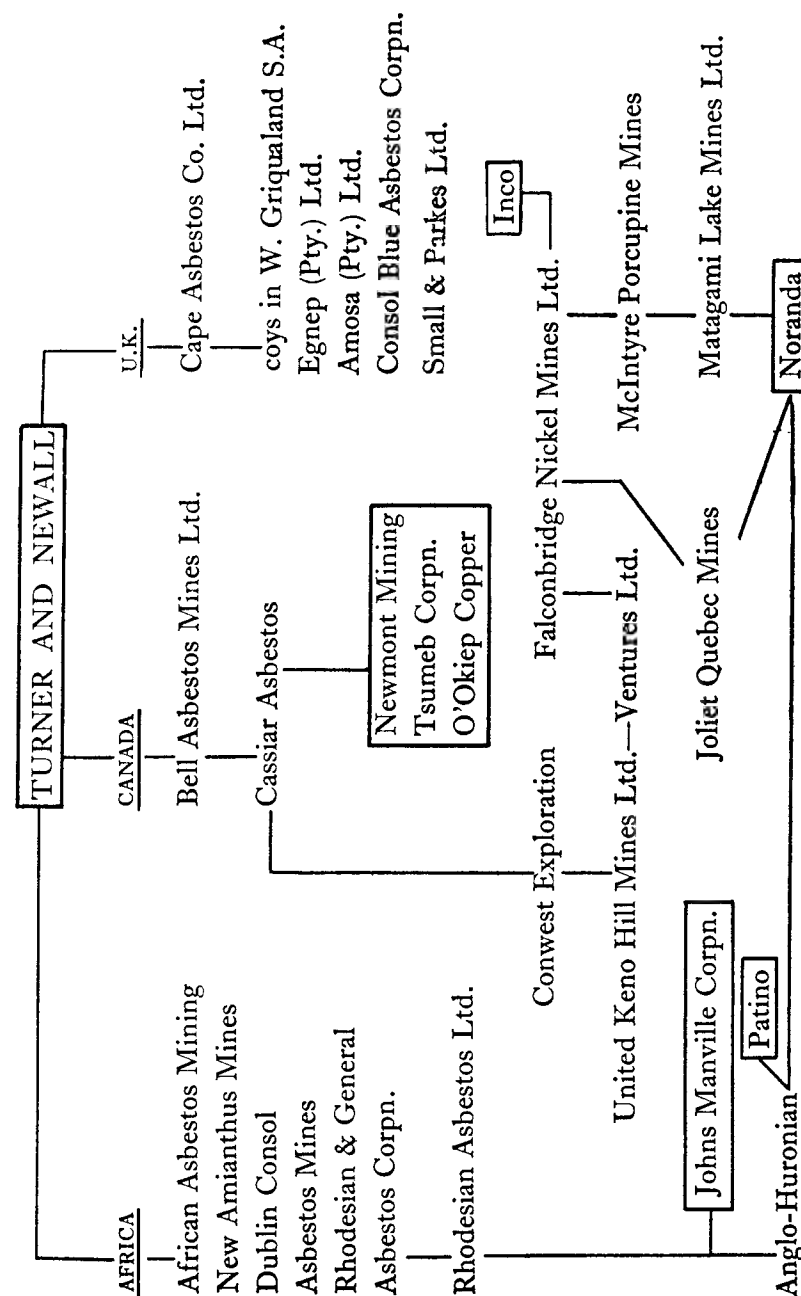 TURNER AND NEWALL
AFRICA
African Asbestos Mining
New Amianthus Mines
Dublin Consol
Asbestos Mines
Rhodesian & General
Asbestos Corpn.
Rhodesian Asbestos Ltd.
CANADA
Bell Asbestos Mines Ltd.
Cassiar Asbestos
Newmont Mining
Tsumeb Corpn.
O'Okiep Copper
U.K.
Cape Asbestos Co. Ltd.
coys in W. Griqualand S.A.
Egnep (Pty.) Ltd.
Amosa (Pty.) Ltd.
Consol Blue Asbestos Corpn.
Small & Parkes Ltd.
Inco
Conwest Exploration
Falconbridge Nickel Mines Ltd.
United Keno Hill Mines Ltd.—Ventures Ltd.
McIntyre Porcupine Mines
Johns Manville Corpn.
Joliet Quebec Mines
Matagami Lake Mines Ltd.
Patino
Anglo-Huronian
Noranda